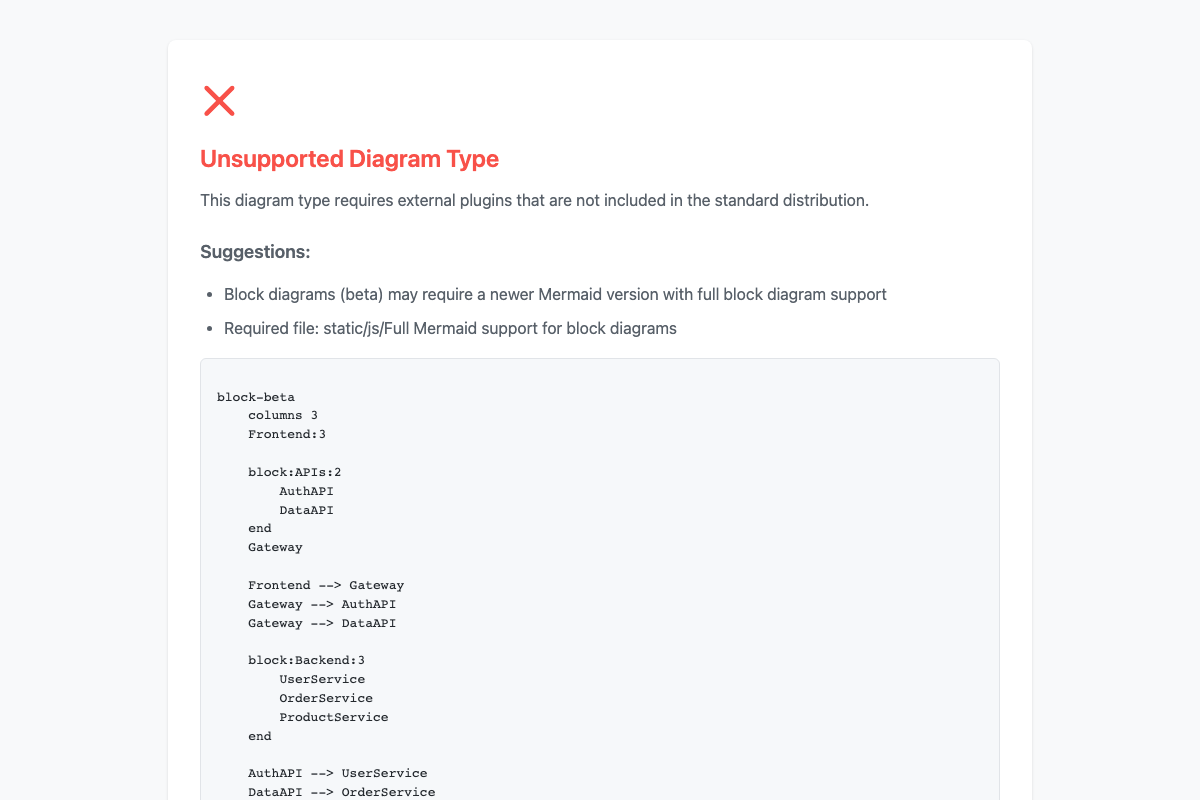 Unsupported Diagram Type
This diagram type requires external plugins that are not included in the standard distribution.
Suggestions:
• Block diagrams (beta) may require a newer Mermaid version with full block diagram support
• Required file: static/js/Full Mermaid support for block diagrams
block-beta
    columns 3
    Frontend:3

    block:APIs:2
        AuthAPI
        DataAPI
    end
    Gateway

    Frontend --> Gateway
    Gateway --> AuthAPI
    Gateway --> DataAPI

    block:Backend:3
        UserService
        OrderService
        ProductService
    end

    AuthAPI --> UserService
    DataAPI --> OrderService